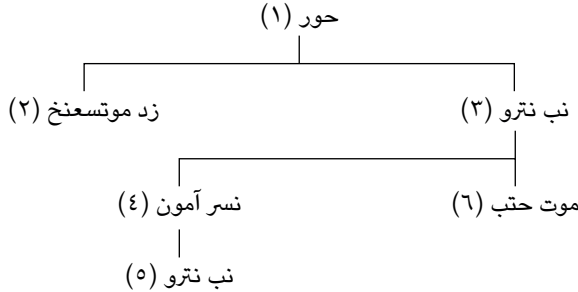 حور (١)
نب نترو (٣) زد موتسعنخ (٢)
موت حتب (٦) نسر آمون (٤)
نب نترو (٥)